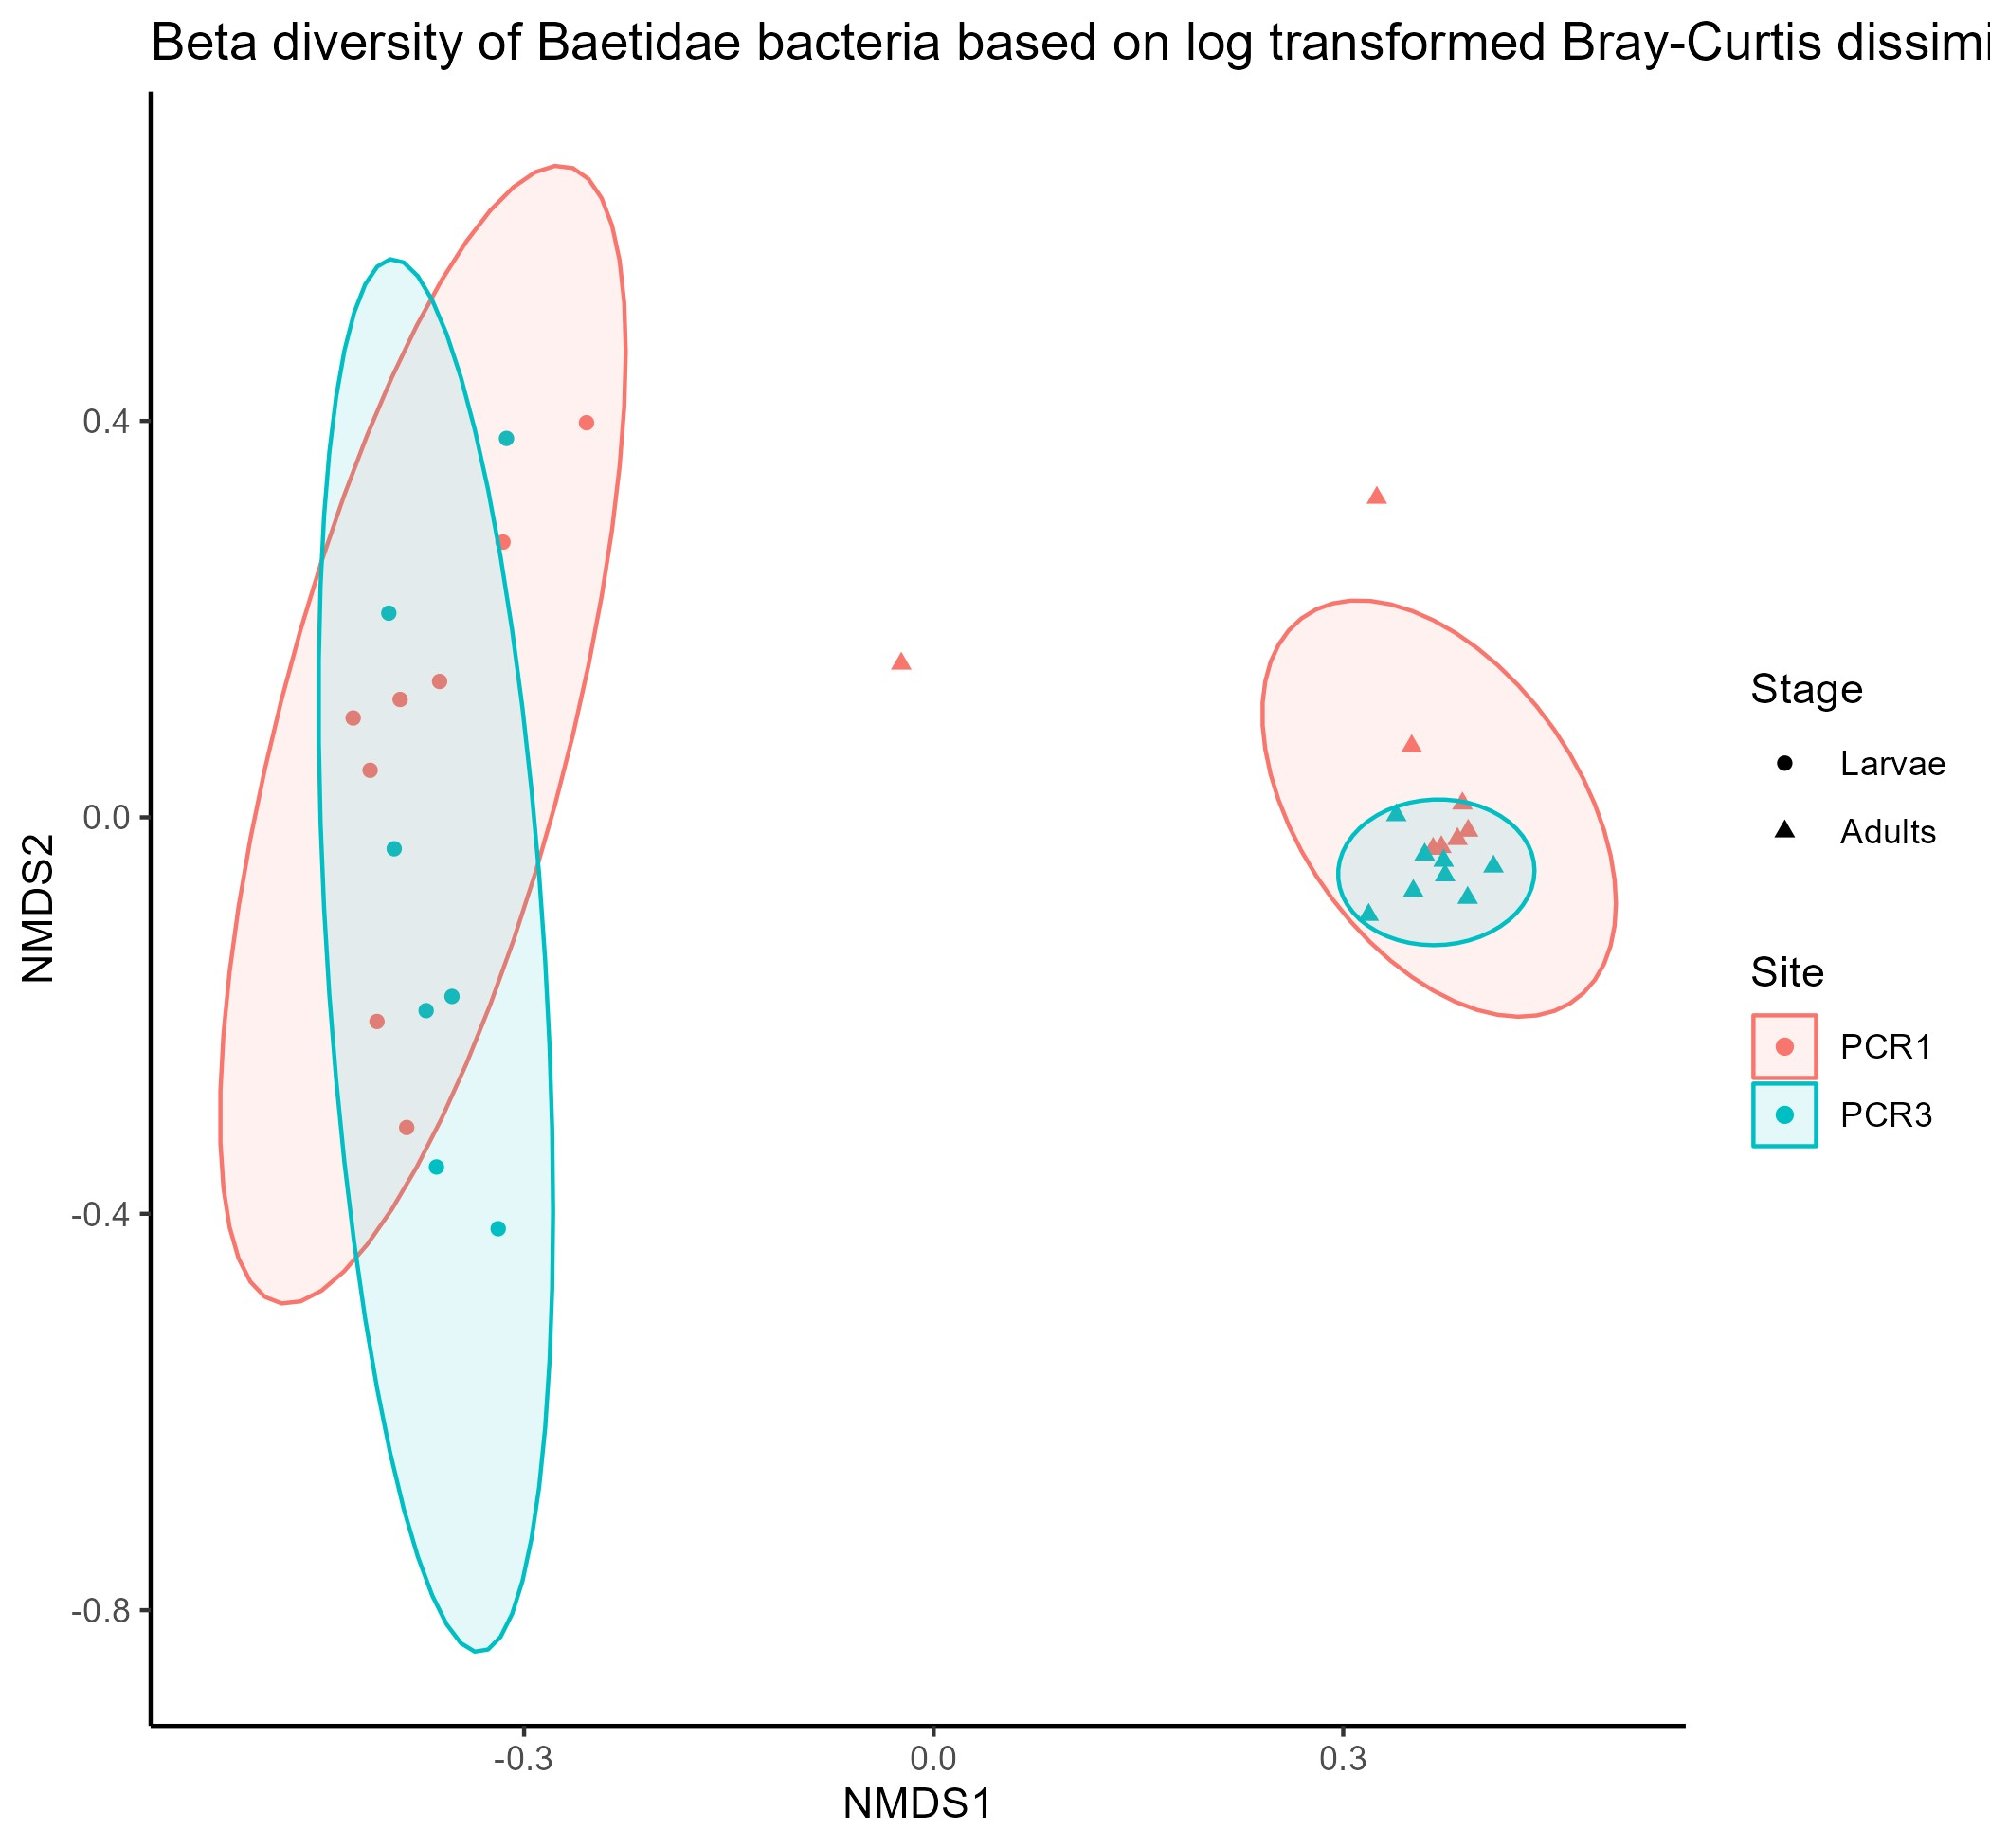 Beta diversity of Baetidae bacteria based on log transformed Bray-Curtis dissimi
0.4
0.0
-0.4
-0.8
NMDS2
-0.3
0.0
0.3
NMDS1
Stage
Larvae
Adults
Site
PCR1
PCR3